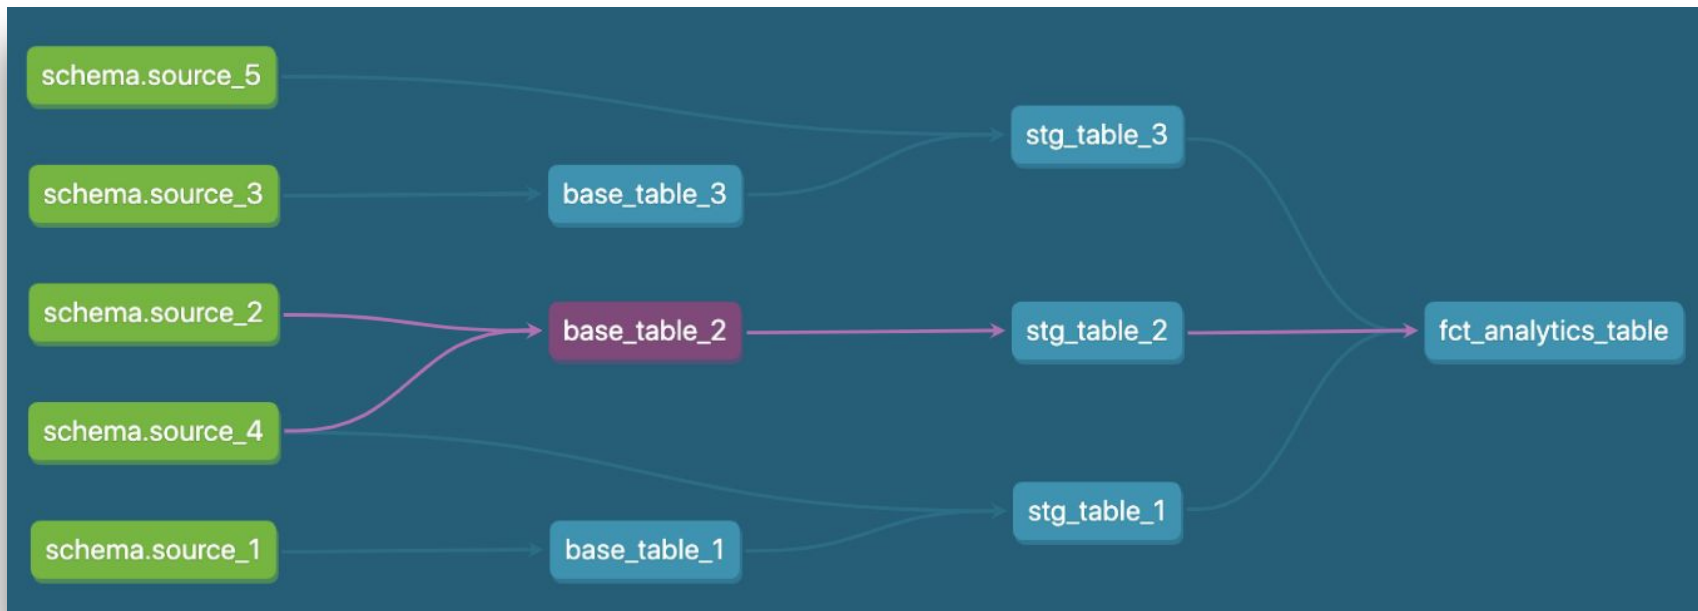 schema.source_5
stg_table_3
schema.source_3
base_table_3
schema.source_2
base_table_2
stg_table_2
fct_analytics_table
schema.source_4
stg_table_1
schema.source_1
base_table_1